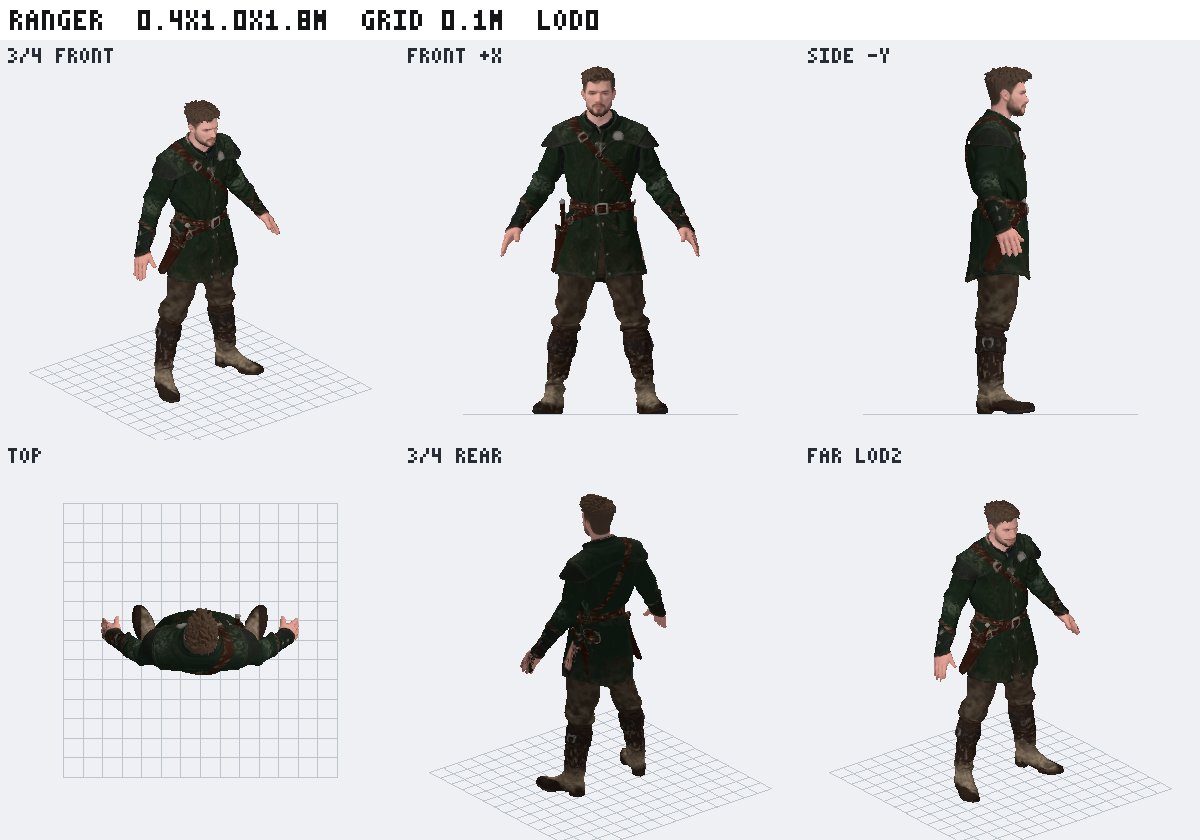 RANGER 0.4X1.0X1.8M GRID 0.1M LOD0
3/4 FRONT
FRONT +X
SIDE -Y
TOP
3/4 REAR
FAR LOD2